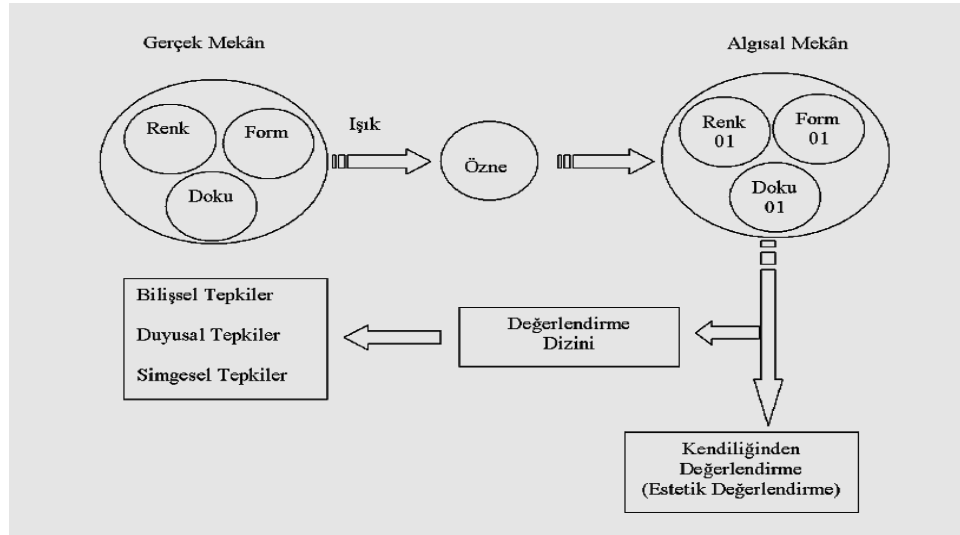 Gerçek Mekân
Algısal Mekân
Renk
Form
Doku
Işık
Özne
Renk
01
Form
01
Doku
01
Bilişsel Tepkiler
Duyusal Tepkiler
Simgesel Tepkiler
Değerlendirme
Dizini
Kendiliğinden
Değerlendirme
(Estetik Değerlendirme)